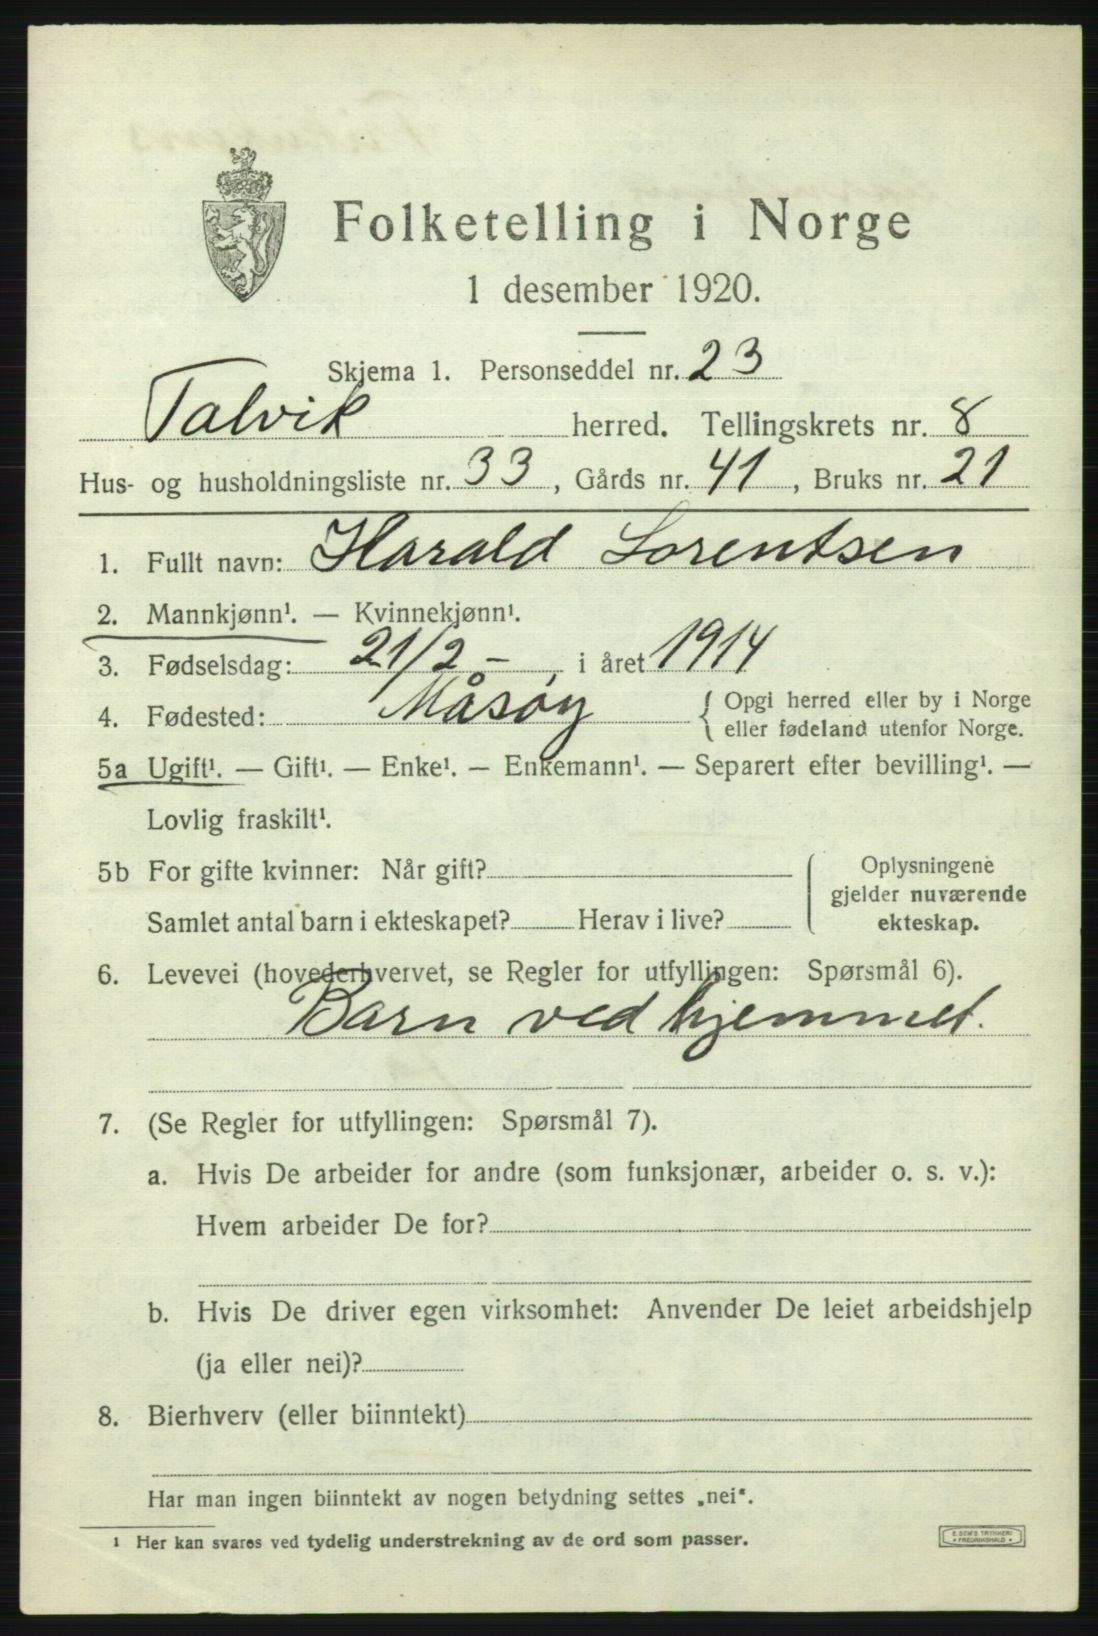 Folketelling i Norge
1 desember 1920.
Skjema 1. Personseddel nr. 23
Talvik herred. Tellingskrets nr. 8
Hus- og husholdningsliste nr. 33, Gårds nr. 41, Bruks nr. 21
1. Fullt navn: Harald Lorentsen
2. Mannkjønn¹. — Kvinnekjønn¹.
3. Fødselsdag: 21/2 - i året 1914
4. Fødested: Måsøy { Opgi herred eller by i Norge
eller fødeland utenfor Norge.
5a Ugift¹. — Gift¹. — Enke¹. — Enkemann¹. — Separert efter bevilling¹. —
Lovlig fraskilt¹.
5b For gifte kvinner: Når gift?
Samlet antal barn i ekteskapet? Herav i live?
Oplysningene
gjelder nuværende
ekteskap.
6. Levevei (hovederhvervet, se Regler for utfyllingen: Spørsmål 6).
Barn ved hjemmet.
7. (Se Regler for utfyllingen: Spørsmål 7).
a. Hvis De arbeider for andre (som funksjonær, arbeider o. s. v.):
Hvem arbeider De for?
b. Hvis De driver egen virksomhet: Anvender De leiet arbeidshjelp
(ja eller nei)?
8. Bierhverv (eller biinntekt)
Har man ingen biinntekt av nogen betydning settes „nei“.
¹ Her kan svares ved tydelig understrekning av de ord som passer.
E. SEM'S TRYKKERI
• FREDRIKSHALD •